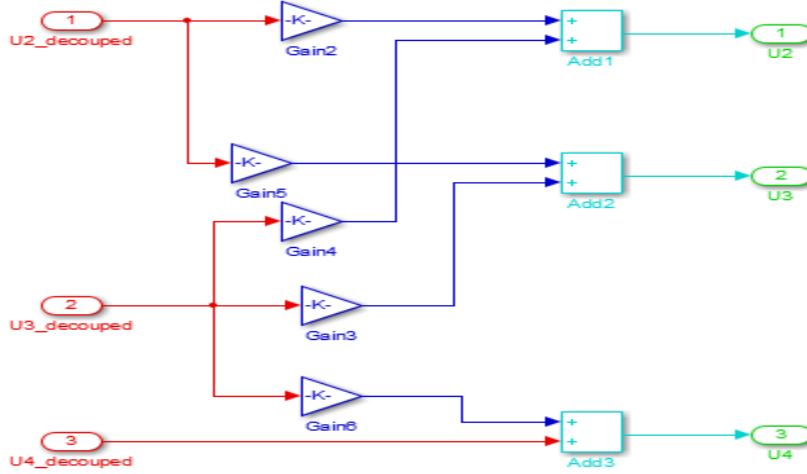 1
U2_decouped
-K-
Gain2
+
+
Add1
1
U2
-K-
Gain5
+
+
Add2
2
U3
-K-
Gain4
2
U3_decouped
-K-
Gain3
-K-
Gain6
3
U4_decouped
+
+
Add3
3
U4